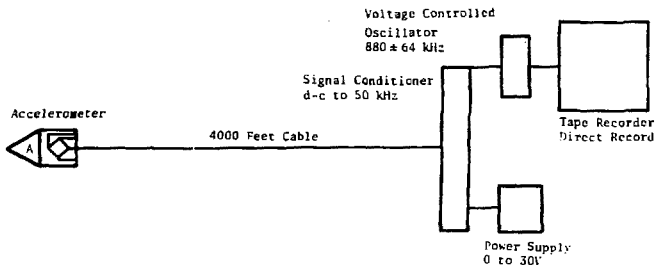 Voltage Controlled
Oscillator
880 ± 64 kHz
Signal Conditioner
d-c to 50 kHz
Accelerometer
A
4000 Feet Cable
Tape Recorder
Direct Record
Power Supply
0 to 30V